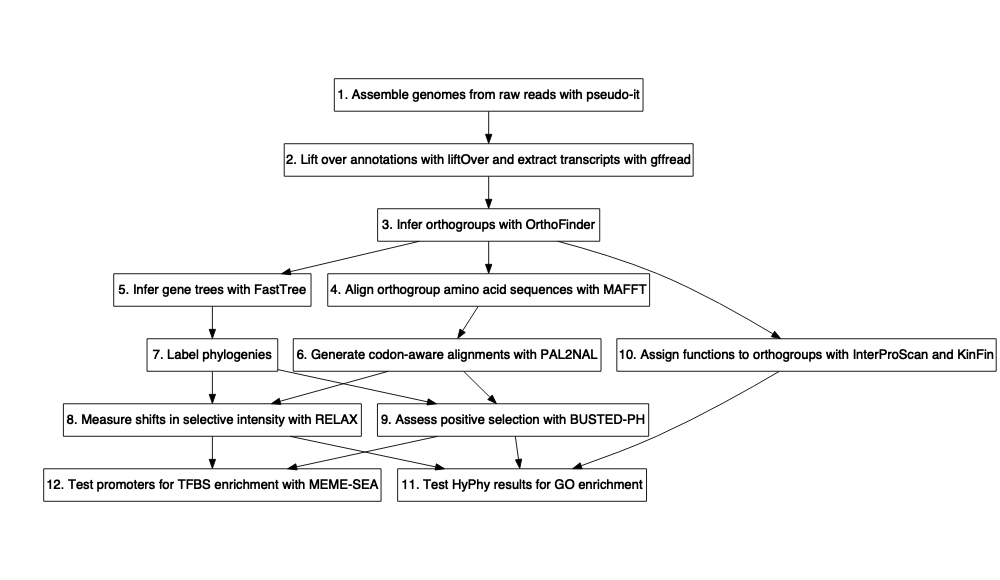 1. Assemble genomes from raw reads with pseudo-it
2. Lift over annotations with liftOver and extract transcripts with gffread
3. Infer orthogroups with OrthoFinder
5. Infer gene trees with FastTree
4. Align orthogroup amino acid sequences with MAFFT
7. Label phylogenies
6. Generate codon-aware alignments with PAL2NAL
10. Assign functions to orthogroups with InterProScan and KinFin
8. Measure shifts in selective intensity with RELAX
9. Assess positive selection with BUSTED-PH
12. Test promoters for TFBS enrichment with MEME-SEA
11. Test HyPhy results for GO enrichment